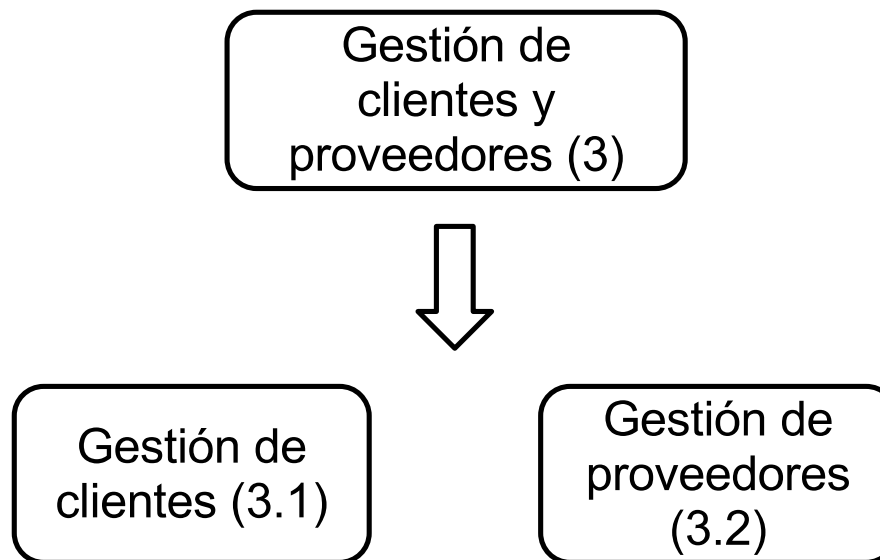 Gestión de
clientes y
proveedores (3)
Gestión de
clientes (3.1)
Gestión de
proveedores
(3.2)